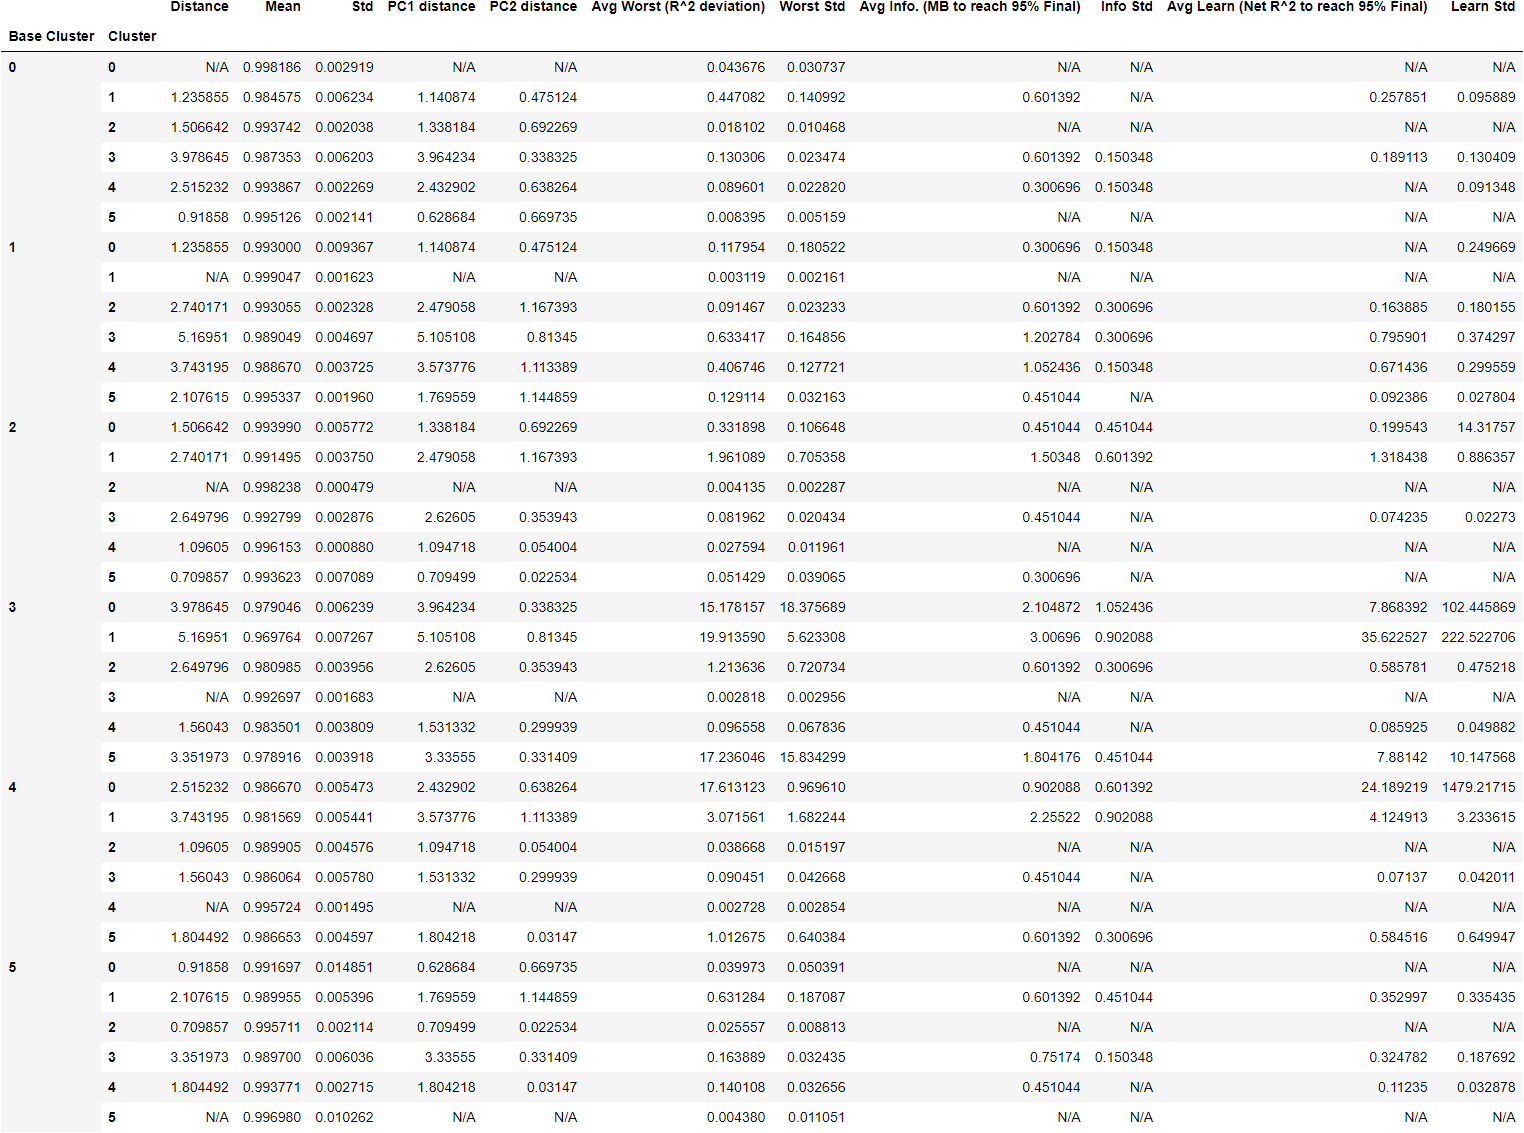 Distance Mean Std PC1 distance PC2 distance Avg Worst (R^2 deviation) Worst Std Avg Info. (MB to reach 95% Final) Info Std Avg Learn (Net R^2 to reach 95% Final) Learn Std
Base Cluster Cluster
0 0 N/A 0.998186 0.002919 N/A N/A 0.043676 0.030737 N/A N/A N/A N/A
1 1.235855 0.984575 0.006234 1.140874 0.475124 0.447082 0.140992 0.601392 N/A 0.257851 0.095889
2 1.506642 0.993742 0.002038 1.338184 0.692269 0.018102 0.010468 N/A N/A N/A N/A
3 3.978645 0.987353 0.006203 3.964234 0.338325 0.130306 0.023474 0.601392 0.150348 0.189113 0.130409
4 2.515232 0.993867 0.002269 2.432902 0.638264 0.089601 0.022820 0.300696 0.150348 N/A 0.091348
5 0.91858 0.995126 0.002141 0.628684 0.669735 0.008395 0.005159 N/A N/A N/A N/A
1 0 1.235855 0.993000 0.009367 1.140874 0.475124 0.117954 0.180522 0.300696 0.150348 N/A 0.249669
1 N/A 0.999047 0.001623 N/A N/A 0.003119 0.002161 N/A N/A N/A N/A
2 2.740171 0.993055 0.002328 2.479058 1.167393 0.091467 0.023233 0.601392 0.300696 0.163885 0.180155
3 5.16951 0.989049 0.004697 5.105108 0.81345 0.633417 0.164856 1.202784 0.300696 0.795901 0.374297
4 3.743195 0.988670 0.003725 3.573776 1.113389 0.406746 0.127721 1.052436 0.150348 0.671436 0.299559
5 2.107615 0.995337 0.001960 1.769559 1.144859 0.129114 0.032163 0.451044 N/A 0.092386 0.027804
2 0 1.506642 0.993990 0.005772 1.338184 0.692269 0.331898 0.106648 0.451044 0.451044 0.199543 14.31757
1 2.740171 0.991495 0.003750 2.479058 1.167393 1.961089 0.705358 1.50348 0.601392 1.318438 0.886357
2 N/A 0.998238 0.000479 N/A N/A 0.004135 0.002287 N/A N/A N/A N/A
3 2.649796 0.992799 0.002876 2.62605 0.353943 0.081962 0.020434 0.451044 N/A 0.074235 0.02273
4 1.09605 0.996153 0.000880 1.094718 0.054004 0.027594 0.011961 N/A N/A N/A N/A
5 0.709857 0.993623 0.007089 0.709499 0.022534 0.051429 0.039065 0.300696 N/A N/A N/A
3 0 3.978645 0.979046 0.006239 3.964234 0.338325 15.178157 18.375689 2.104872 1.052436 7.868392 102.445869
1 5.16951 0.969764 0.007267 5.105108 0.81345 19.913590 5.623308 3.00696 0.902088 35.622527 222.522706
2 2.649796 0.980985 0.003956 2.62605 0.353943 1.213636 0.720734 0.601392 0.300696 0.585781 0.475218
3 N/A 0.992697 0.001683 N/A N/A 0.002818 0.002956 N/A N/A N/A N/A
4 1.56043 0.983501 0.003809 1.531332 0.299939 0.096558 0.067836 0.451044 N/A 0.085925 0.049882
5 3.351973 0.978916 0.003918 3.33555 0.331409 17.236046 15.834299 1.804176 0.451044 7.88142 10.147568
4 0 2.515232 0.986670 0.005473 2.432902 0.638264 17.613123 0.969610 0.902088 0.601392 24.189219 1479.21715
1 3.743195 0.981569 0.005441 3.573776 1.113389 3.071561 1.682244 2.25522 0.902088 4.124913 3.233615
2 1.09605 0.989905 0.004576 1.094718 0.054004 0.038668 0.015197 N/A N/A N/A N/A
3 1.56043 0.986064 0.005780 1.531332 0.299939 0.090451 0.042668 0.451044 N/A 0.07137 0.042011
4 N/A 0.995724 0.001495 N/A N/A 0.002728 0.002854 N/A N/A N/A N/A
5 1.804492 0.986653 0.004597 1.804218 0.03147 1.012675 0.640384 0.601392 0.300696 0.584516 0.649947
5 0 0.91858 0.991697 0.014851 0.628684 0.669735 0.039973 0.050391 N/A N/A N/A N/A
1 2.107615 0.989955 0.005396 1.769559 1.144859 0.631284 0.187087 0.601392 0.451044 0.352997 0.335435
2 0.709857 0.995711 0.002114 0.709499 0.022534 0.025557 0.008813 N/A N/A N/A N/A
3 3.351973 0.989700 0.006036 3.33555 0.331409 0.163889 0.032435 0.75174 0.150348 0.324782 0.187692
4 1.804492 0.993771 0.002715 1.804218 0.03147 0.140108 0.032656 0.451044 N/A 0.11235 0.032878
5 N/A 0.996980 0.010262 N/A N/A 0.004380 0.011051 N/A N/A N/A N/A